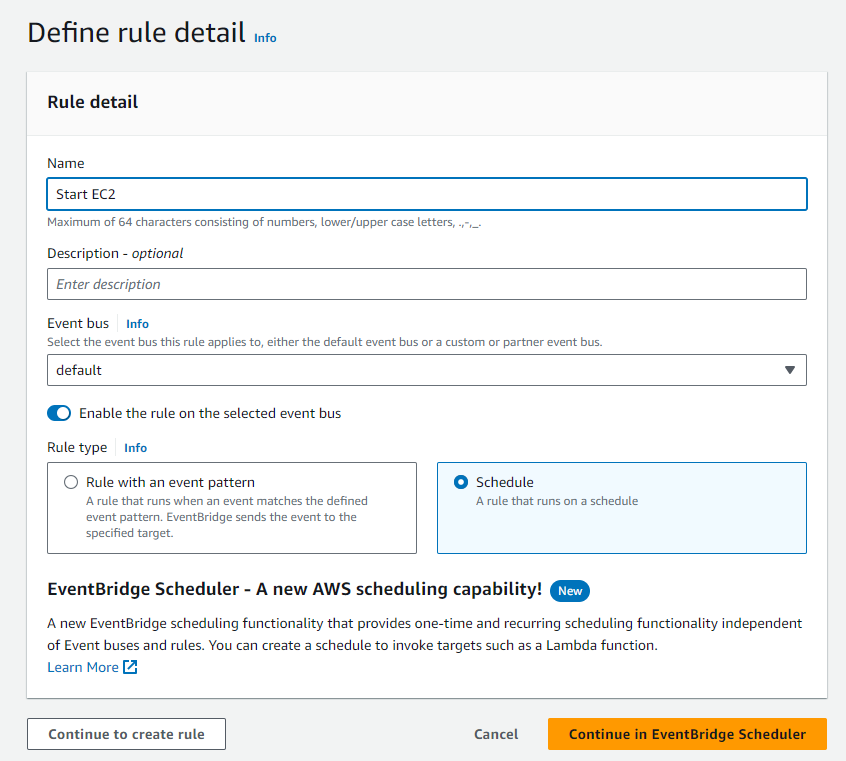 Define rule detail Info
Rule detail
Name
Start EC2
Maximum of 64 characters consisting of numbers, lower/upper case letters, .,-,_.
Description - optional
Enter description
Event bus Info
Select the event bus this rule applies to, either the default event bus or a custom or partner event bus.
default
Enable the rule on the selected event bus
Rule type Info
Rule with an event pattern
A rule that runs when an event matches the defined
event pattern. EventBridge sends the event to the
specified target.
Schedule
A rule that runs on a schedule
EventBridge Scheduler - A new AWS scheduling capability! New
A new EventBridge scheduling functionality that provides one-time and recurring scheduling functionality independent
of Event buses and rules. You can create a schedule to invoke targets such as a Lambda function.
Learn More
Continue to create rule Cancel Continue in EventBridge Scheduler